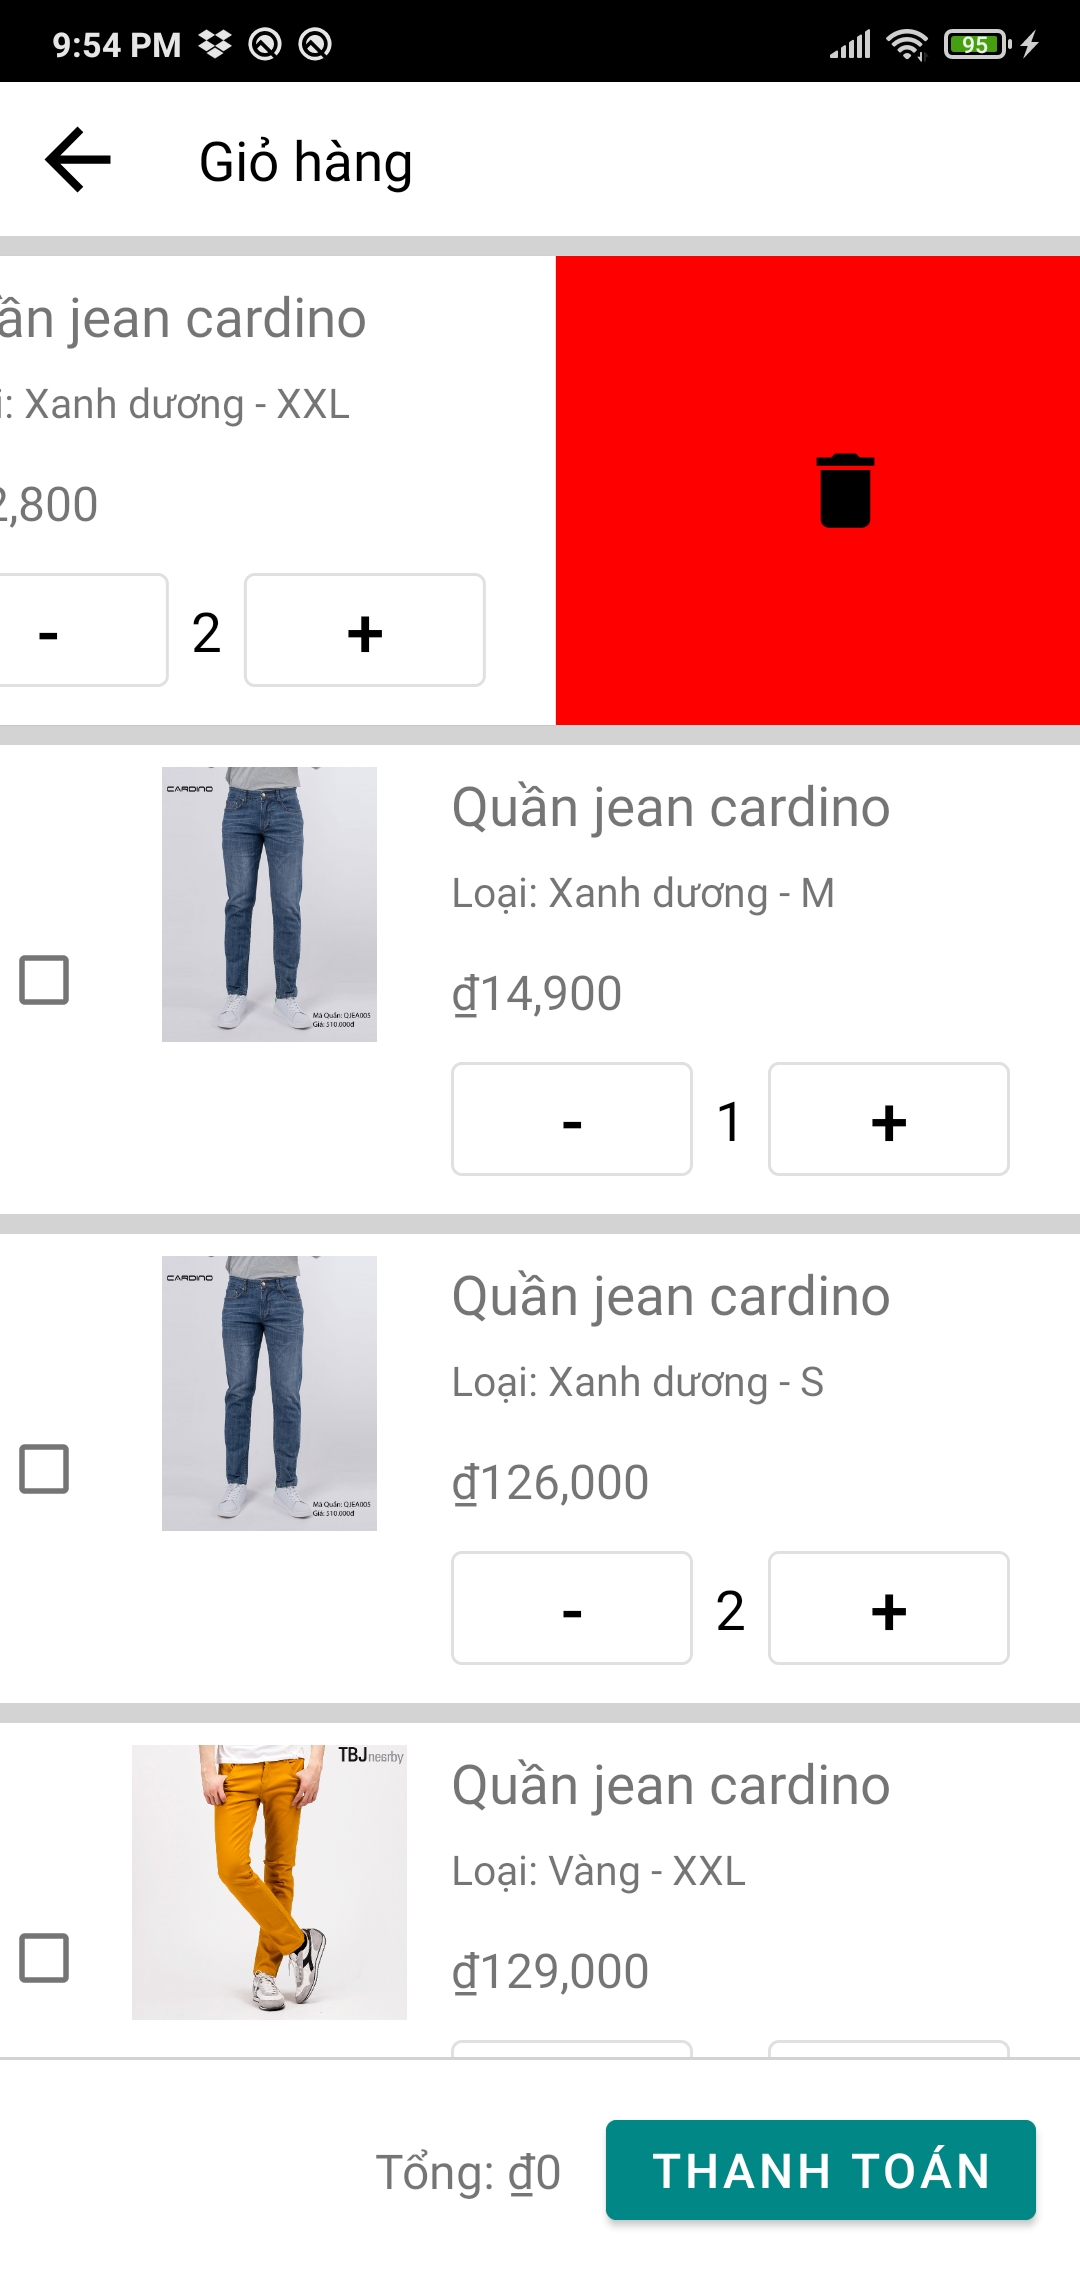 9:54 PM
95
Giỏ hàng
ần jean cardino
i: Xanh dương - XXL
2,800
- 2 +
CARDINO
Mã Quần: QJEA005
Giá: 510.000đ
Quần jean cardino
Loại: Xanh dương - M
₫14,900
- 1 +
CARDINO
Mã Quần: QJEA005
Giá: 510.000đ
Quần jean cardino
Loại: Xanh dương - S
₫126,000
- 2 +
TBJ nearby
Quần jean cardino
Loại: Vàng - XXL
₫129,000
Tổng: ₫0
THANH TOÁN